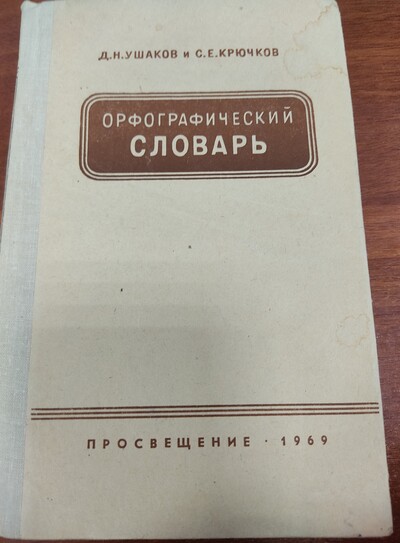 Д.Н.УШАКОВ и С.Е.КРЮЧКОВ
ОРФОГРАФИЧЕСКИЙ
СЛОВАРЬ
ПРОСВЕЩЕНИЕ · 1969